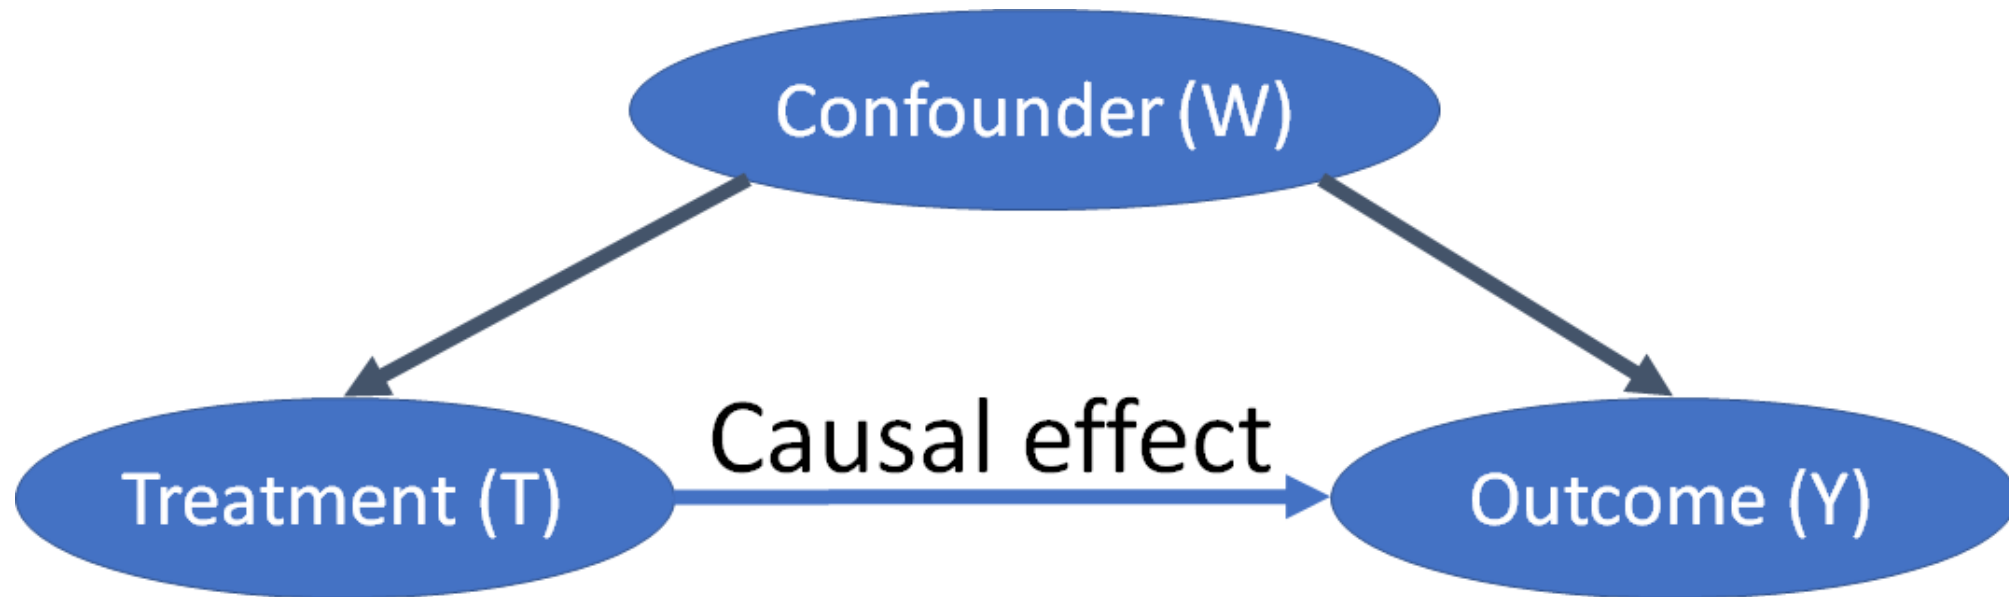 Confounder (W)
Causal effect
Treatment (T)
Outcome (Y)